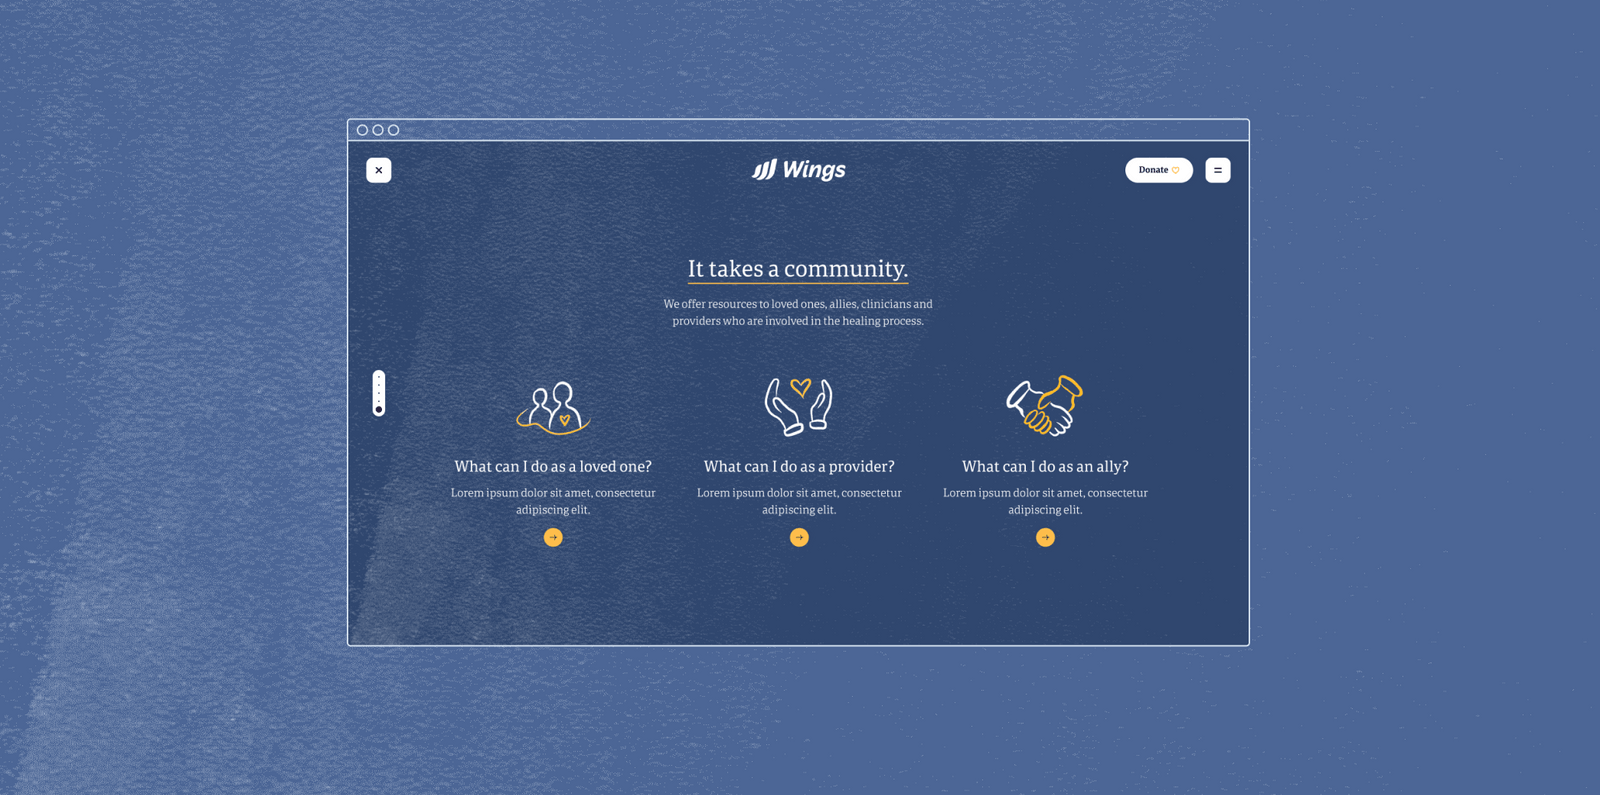 Wings
Donate
It takes a community.
We offer resources to loved ones, allies, clinicians and
providers who are involved in the healing process.
What can I do as a loved one?
Lorem ipsum dolor sit amet, consectetur
adipiscing elit.
What can I do as a provider?
Lorem ipsum dolor sit amet, consectetur
adipiscing elit.
What can I do as an ally?
Lorem ipsum dolor sit amet, consectetur
adipiscing elit.